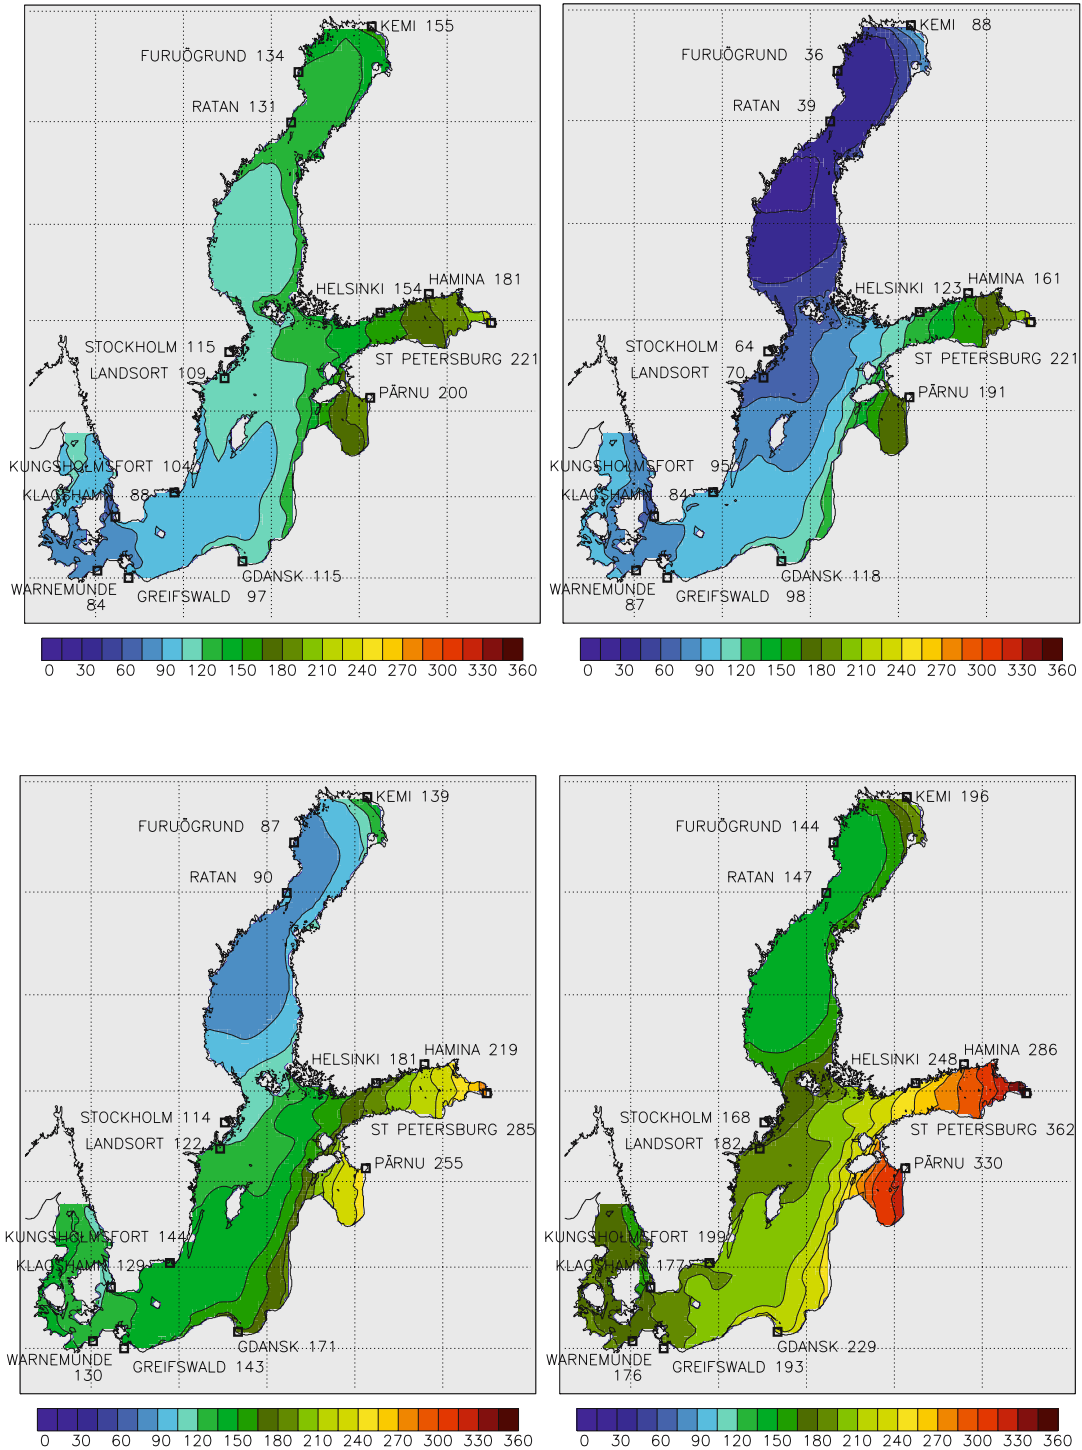 KEMI 155
FURUÖGRUND 134
RATAN 131
HAMINA 181
HELSINKI 154
STOCKHOLM 115
ST PETERSBURG 221
LANDSORT 109
PÄRNU 200
KUNGSHOLMSFORT 104
KLAGSHAMN 88
GDANSK 115
WARNEMÜNDE
84
GREIFSWALD 97
0 30 60 90 120 150 180 210 240 270 300 330 360
KEMI 88
FURUÖGRUND 36
RATAN 39
HAMINA 161
HELSINKI 123
STOCKHOLM 64
ST PETERSBURG 221
LANDSORT 70
PÄRNU 191
KUNGSHOLMSFORT 95
KLAGSHAMN 84
GDANSK 118
WARNEMÜNDE
87
GREIFSWALD 98
0 30 60 90 120 150 180 210 240 270 300 330 360
KEMI 139
FURUÖGRUND 87
RATAN 90
HAMINA 219
HELSINKI 181
STOCKHOLM 114
ST PETERSBURG 285
LANDSORT 122
PÄRNU 255
KUNGSHOLMSFORT 144
KLAGSHAMN 129
GDANSK 171
WARNEMÜNDE
130
GREIFSWALD 143
0 30 60 90 120 150 180 210 240 270 300 330 360
KEMI 196
FURUÖGRUND 144
RATAN 147
HAMINA 286
HELSINKI 248
STOCKHOLM 168
ST PETERSBURG 362
LANDSORT 182
PÄRNU 330
KUNGSHOLMSFORT 199
KLAGSHAMN 177
GDANSK 229
WARNEMÜNDE
176
GREIFSWALD 193
0 30 60 90 120 150 180 210 240 270 300 330 360